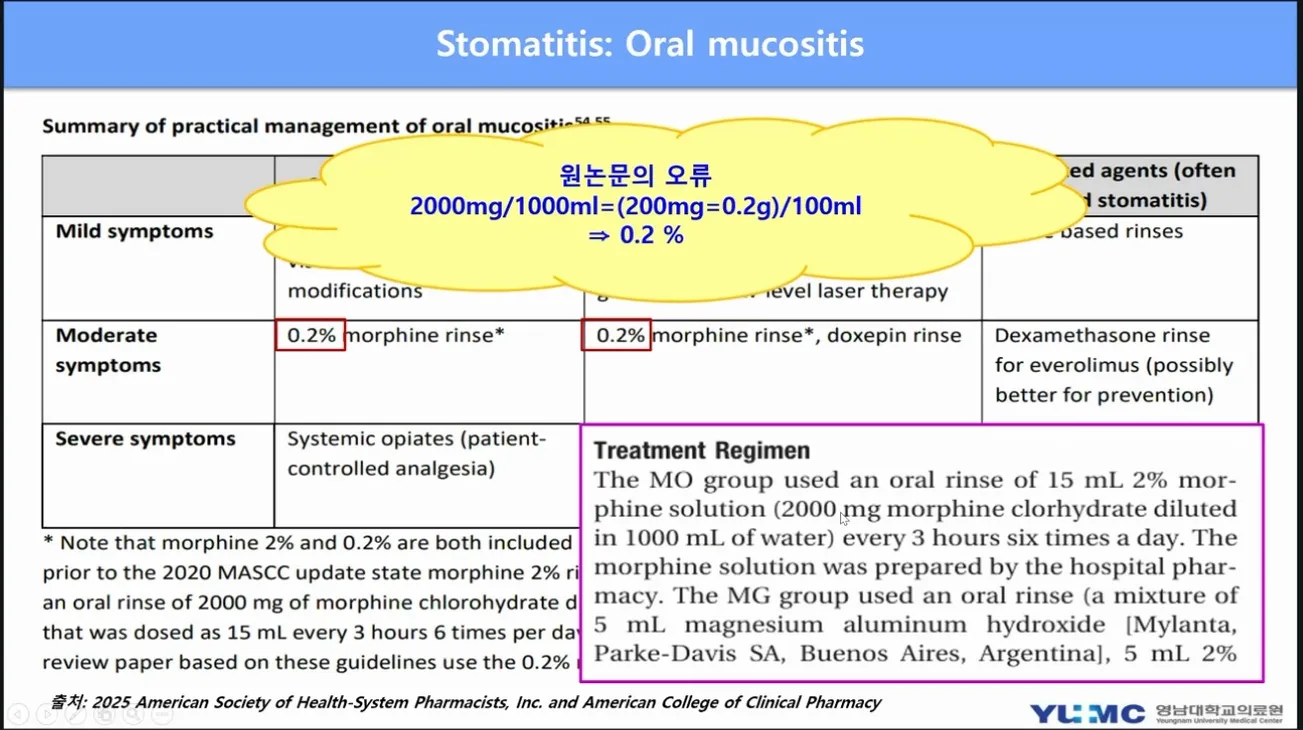 Stomatitis: Oral mucositis
Summary of practical management of oral mucositis54,55
원논문의 오류
2000mg/1000ml=(200mg=0.2g)/100ml
⇒ 0.2 %
agents (often
stomatitis)
Mild symptoms
based rinses
modifications
level laser therapy
Moderate
symptoms
0.2% morphine rinse*
0.2% morphine rinse*, doxepin rinse
Dexamethasone rinse
for everolimus (possibly
better for prevention)
Severe symptoms
Systemic opiates (patient-
controlled analgesia)
* Note that morphine 2% and 0.2% are both included
prior to the 2020 MASCC update state morphine 2% ri
an oral rinse of 2000 mg of morphine chlorohydrate d
that was dosed as 15 mL every 3 hours 6 times per da
review paper based on these guidelines use the 0.2%
Treatment Regimen
The MO group used an oral rinse of 15 mL 2% mor-
phine solution (2000 mg morphine clorhydrate diluted
in 1000 mL of water) every 3 hours six times a day. The
morphine solution was prepared by the hospital phar-
macy. The MG group used an oral rinse (a mixture of
5 mL magnesium aluminum hydroxide [Mylanta,
Parke-Davis SA, Buenos Aires, Argentina], 5 mL 2%
출처: 2025 American Society of Health-System Pharmacists, Inc. and American College of Clinical Pharmacy
YUMC 영남대학교의료원
Yeungnam University Medical Center